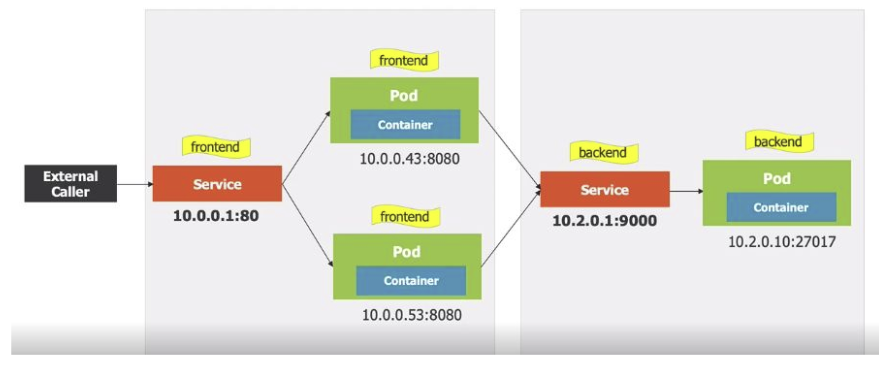 frontend
Pod
Container
10.0.0.43:8080
External
Caller
frontend
Service
10.0.0.1:80
frontend
Pod
Container
10.0.0.53:8080
backend
Service
10.2.0.1:9000
backend
Pod
Container
10.2.0.10:27017